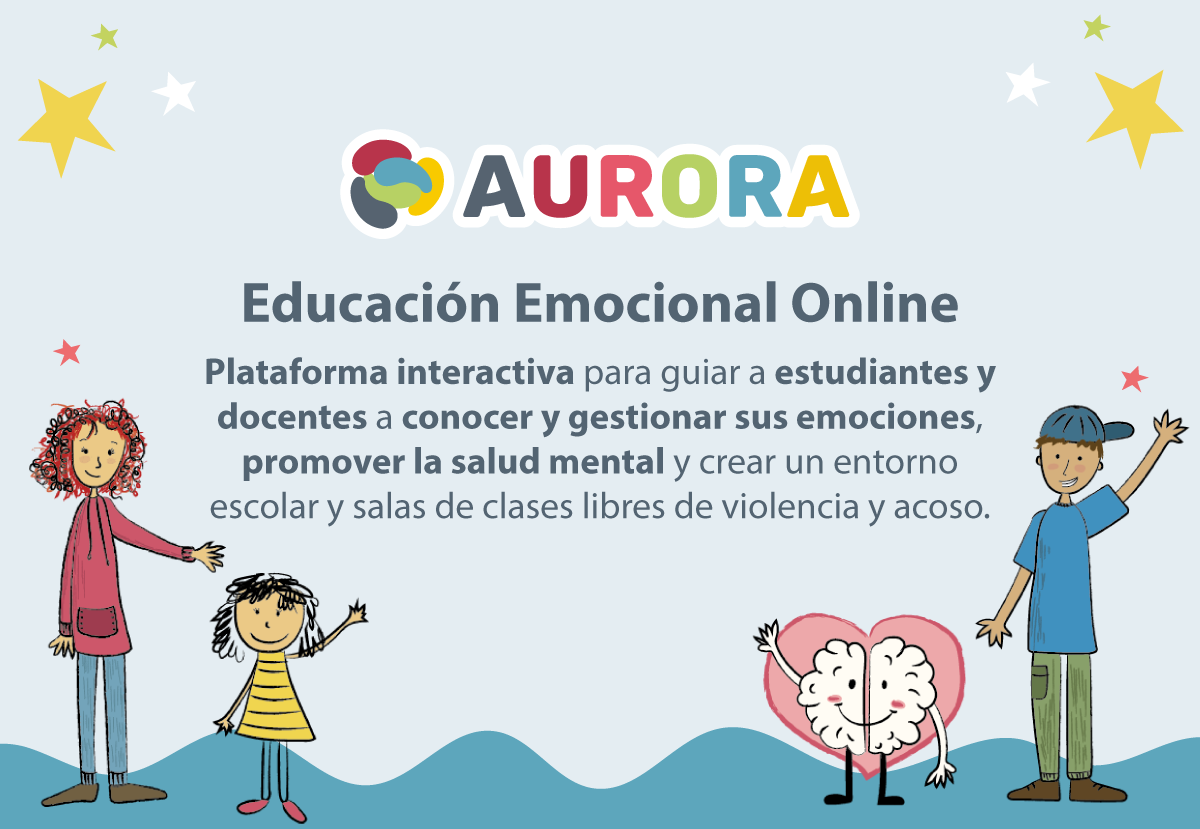 AURORA
Educación Emocional Online
Plataforma interactiva para guiar a estudiantes y
docentes a conocer y gestionar sus emociones,
promover la salud mental y crear un entorno
escolar y salas de clases libres de violencia y acoso.